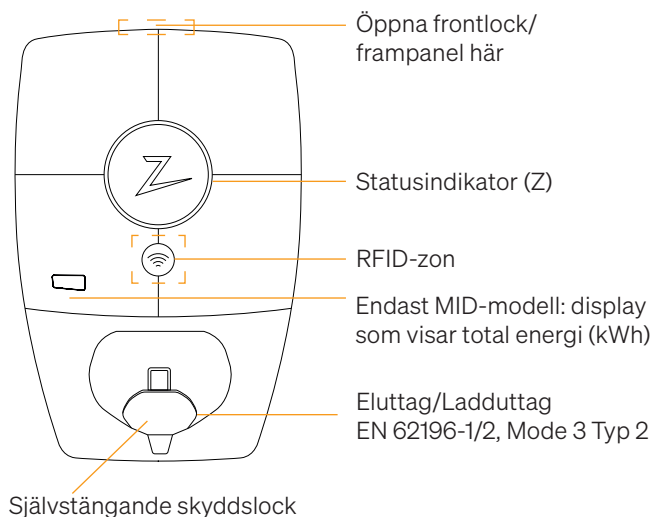 Öppna frontlock/
frampanel här
Statusindikator (Z)
RFID-zon
Endast MID-modell: display
som visar total energi (kWh)
Eluttag/Ladduttag
EN 62196-1/2, Mode 3 Typ 2
Självstängande skyddslock